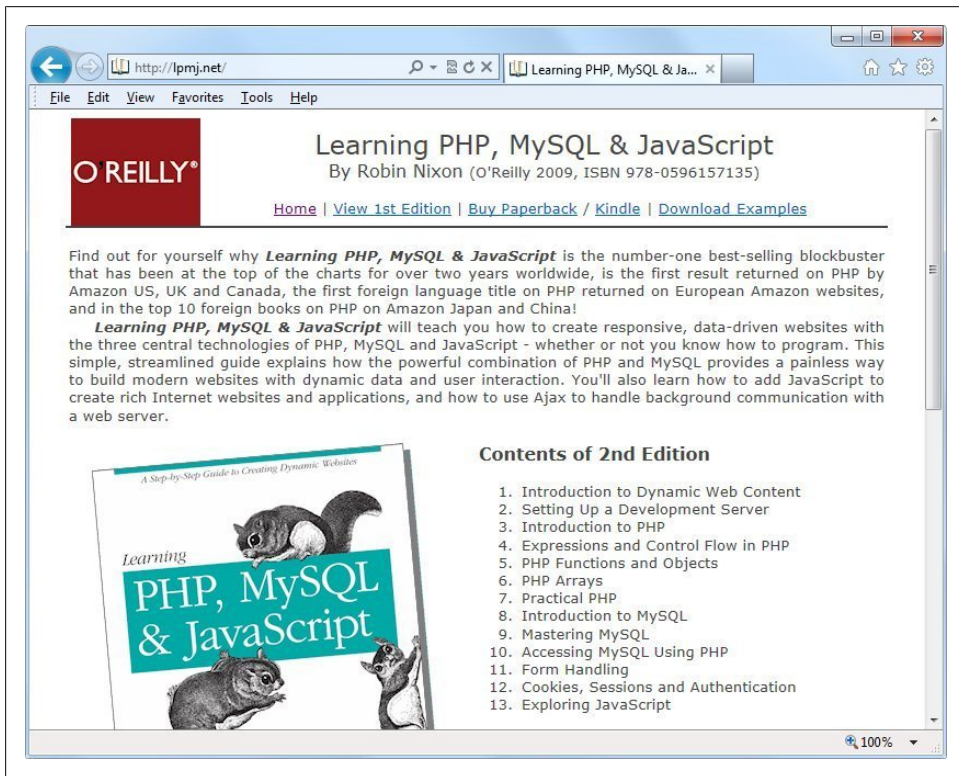 http://lpmj.net/
Learning PHP, MySQL & Ja...
File Edit View Favorites Tools Help
O'REILLY®
Learning PHP, MySQL & JavaScript
By Robin Nixon (O'Reilly 2009, ISBN 978-0596157135)
Home | View 1st Edition | Buy Paperback / Kindle | Download Examples
Find out for yourself why Learning PHP, MySQL & JavaScript is the number-one best-selling blockbuster
that has been at the top of the charts for over two years worldwide, is the first result returned on PHP by
Amazon US, UK and Canada, the first foreign language title on PHP returned on European Amazon websites,
and in the top 10 foreign books on PHP on Amazon Japan and China!
Learning PHP, MySQL & JavaScript will teach you how to create responsive, data-driven websites with
the three central technologies of PHP, MySQL and JavaScript - whether or not you know how to program. This
simple, streamlined guide explains how the powerful combination of PHP and MySQL provides a painless way
to build modern websites with dynamic data and user interaction. You'll also learn how to add JavaScript to
create rich Internet websites and applications, and how to use Ajax to handle background communication with
a web server.
A Step-by-Step Guide to Creating Dynamic Websites
Learning
PHP, MySQL
& JavaScript
Contents of 2nd Edition
1. Introduction to Dynamic Web Content
2. Setting Up a Development Server
3. Introduction to PHP
4. Expressions and Control Flow in PHP
5. PHP Functions and Objects
6. PHP Arrays
7. Practical PHP
8. Introduction to MySQL
9. Mastering MySQL
10. Accessing MySQL Using PHP
11. Form Handling
12. Cookies, Sessions and Authentication
13. Exploring JavaScript
100%